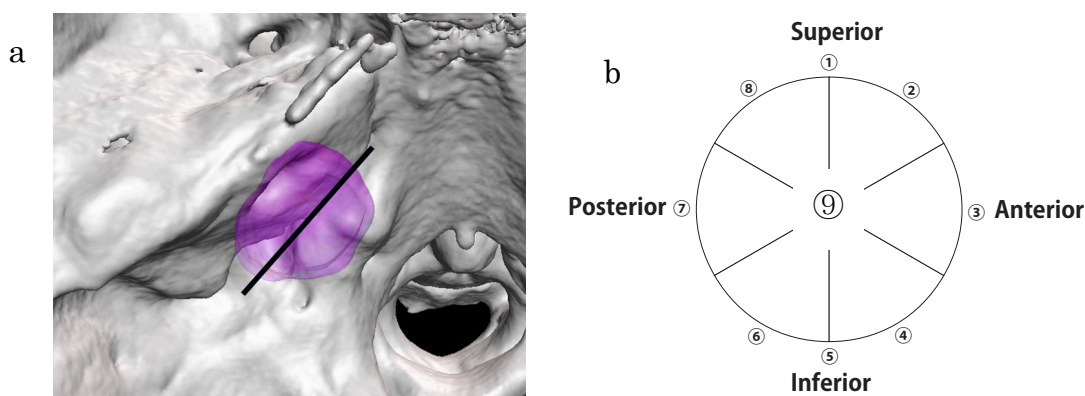 a
b
Superior
①
⑧ ②
Posterior ⑦ ⑨ ③ Anterior
⑥ ④
⑤
Inferior